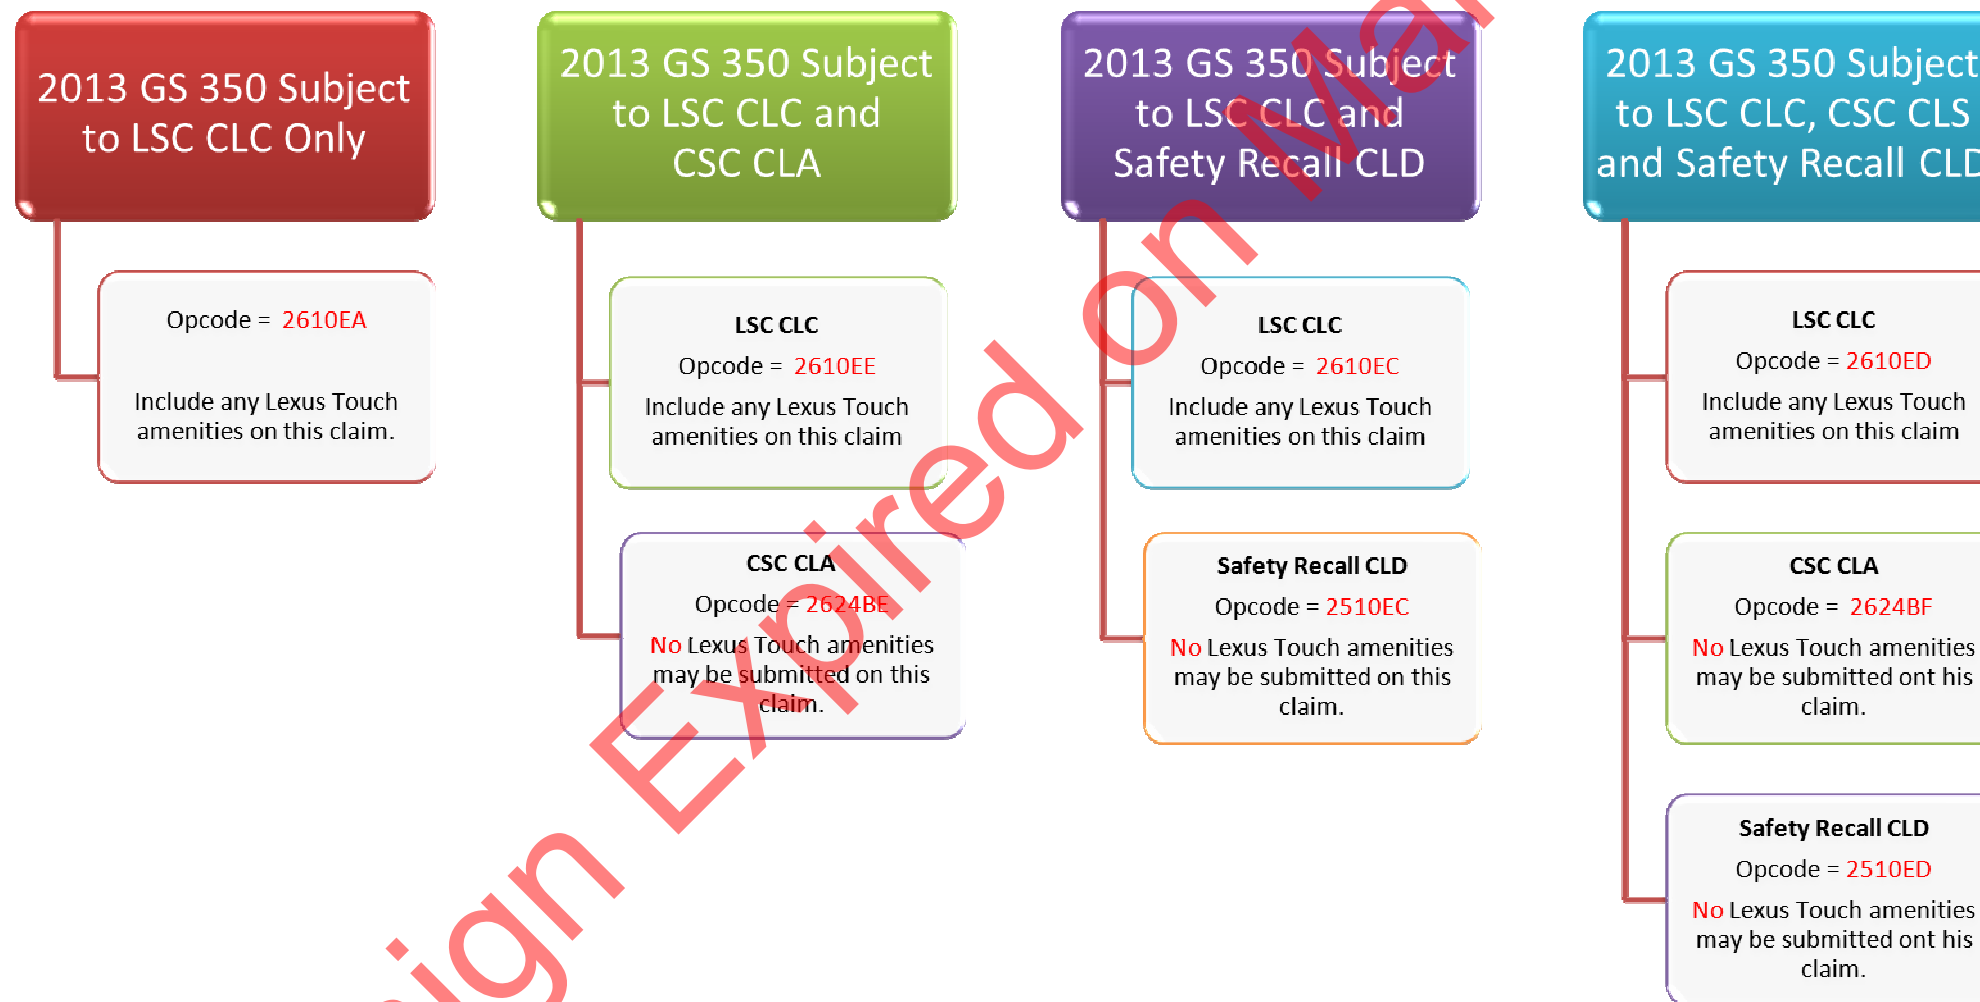 2013 GS 350 Subject
to LSC CLC Only
Opcode = 2610EA
Include any Lexus Touch
amenities on this claim.
2013 GS 350 Subject
to LSC CLC and
CSC CLA
LSC CLC
Opcode = 2610EE
Include any Lexus Touch
amenities on this claim
CSC CLA
Opcode = 2624BE
No Lexus Touch amenities
may be submitted on this
claim.
2013 GS 350 Subject
to LSC CLC and
Safety Recall CLD
LSC CLC
Opcode = 2610EC
Include any Lexus Touch
amenities on this claim
Safety Recall CLD
Opcode = 2510EC
No Lexus Touch amenities
may be submitted on this
claim.
2013 GS 350 Subject
to LSC CLC, CSC CLS
and Safety Recall CLD
LSC CLC
Opcode = 2610ED
Include any Lexus Touch
amenities on this claim
CSC CLA
Opcode = 2624BF
No Lexus Touch amenities
may be submitted ont his
claim.
Safety Recall CLD
Opcode = 2510ED
No Lexus Touch amenities
may be submitted ont his
claim.
Expired on